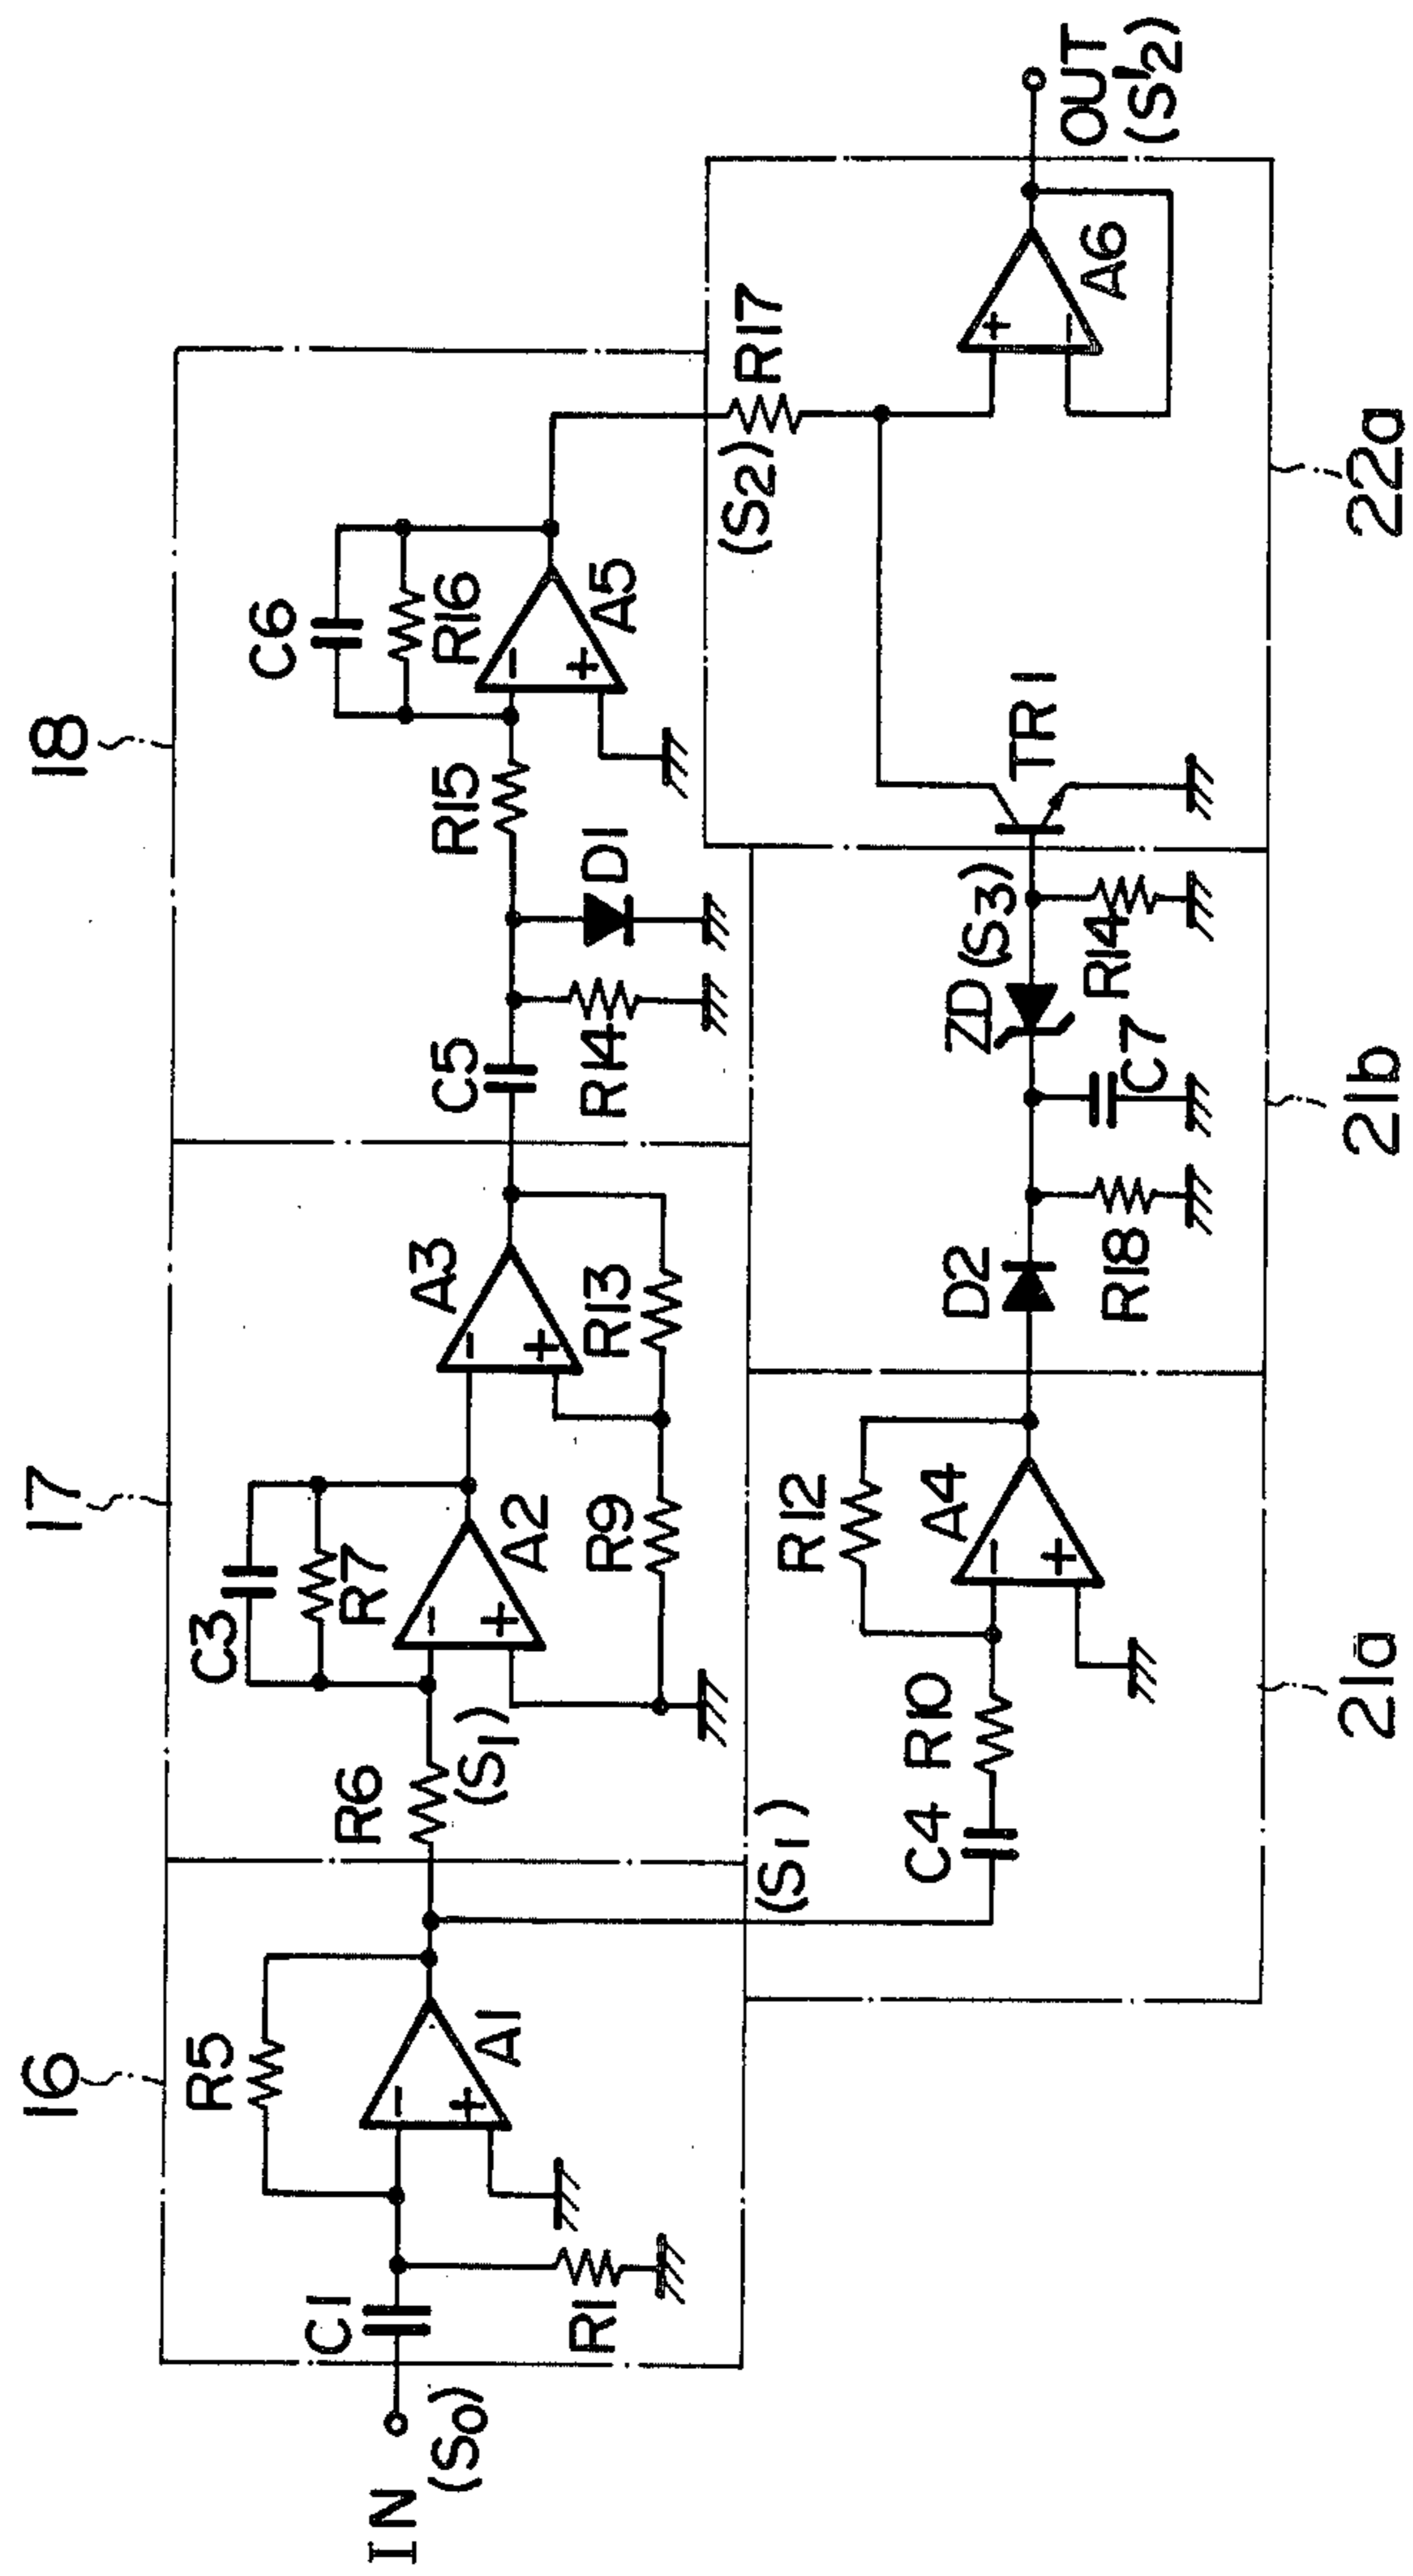 16
17
18
C3
C6
R5
R7
R16
C1
A1
R6
(S1)
A2
A3
C5
R15
A5
IN
(S0)
R1
R9
R13
R14
D1
(S1)
(S2)
R17
R12
C4
R10
A4
D2
ZD
(S3)
TR1
A6
OUT
(S'2)
R18
C7
R14
21a
21b
22a